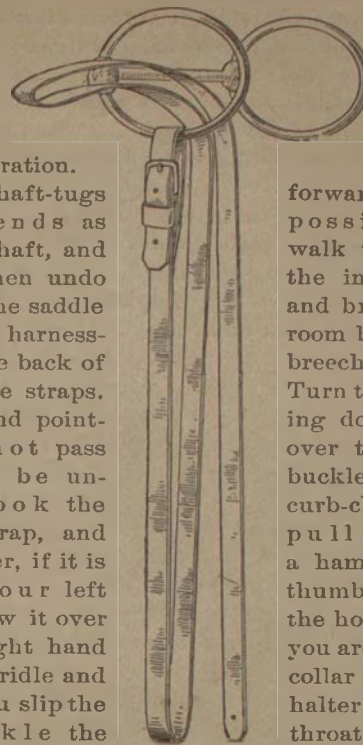 ration.
haft-tugs
ends as
haft, and
hen undo
he saddle
harness-
e back of
e straps.
nd point-
ot pass
be un-
ook the
rap, and
er, if it is
our left
w it over
ght hand
ridle and
u slip the
kle the
forwar
possi
walk
the in
and br
room l
breech
Turn t
ing do
over t
buckle
curb-c
pull
a ham
thumb
the ho
you ar
collar
halter
throat